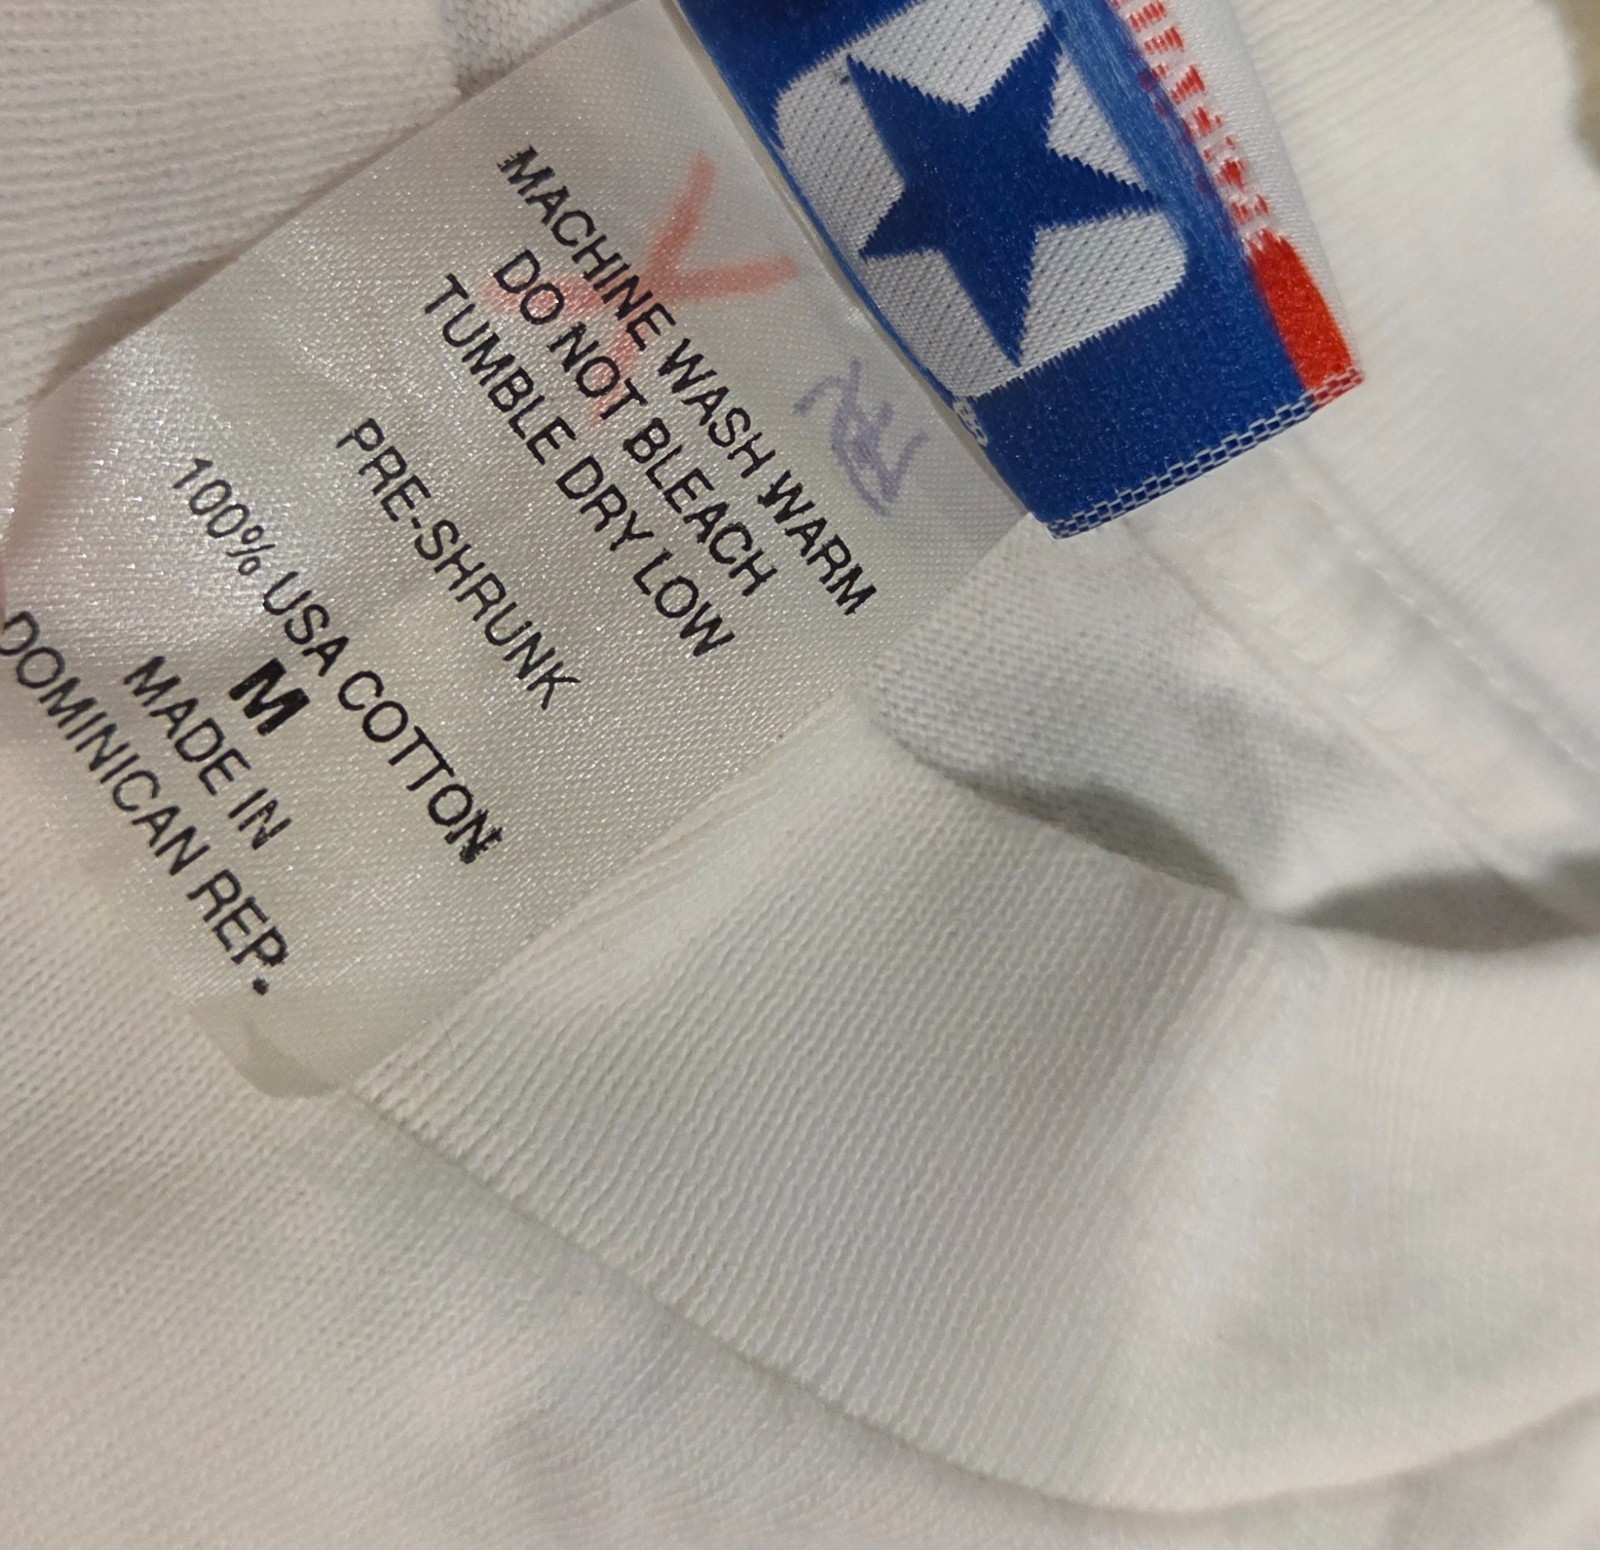 MACHINE WASH WARM
DO NOT BLEACH
TUMBLE DRY LOW
PRE-SHRUNK
100% USA COTTON
M
MADE IN
DOMINICAN REP.